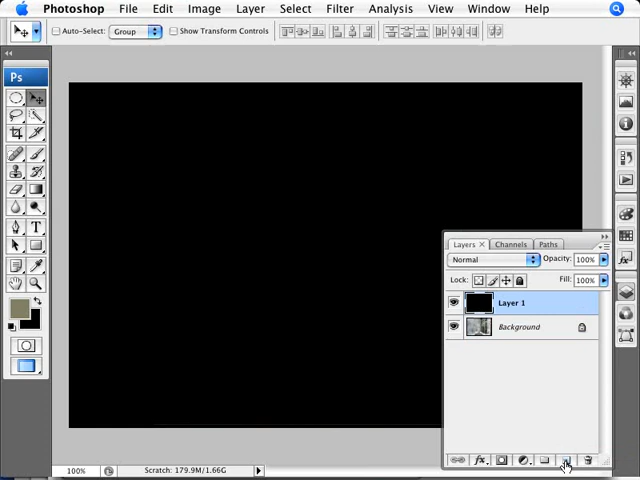 Photoshop File Edit Image Layer Select Filter Analysis View Window Help
Auto-Select: Group Show Transform Controls
Ps
Layers × Channels Paths
Normal Opacity: 100%
Lock: Fill: 100%
Layer 1
Background
fx
100% Scratch: 179.9M/1.66G